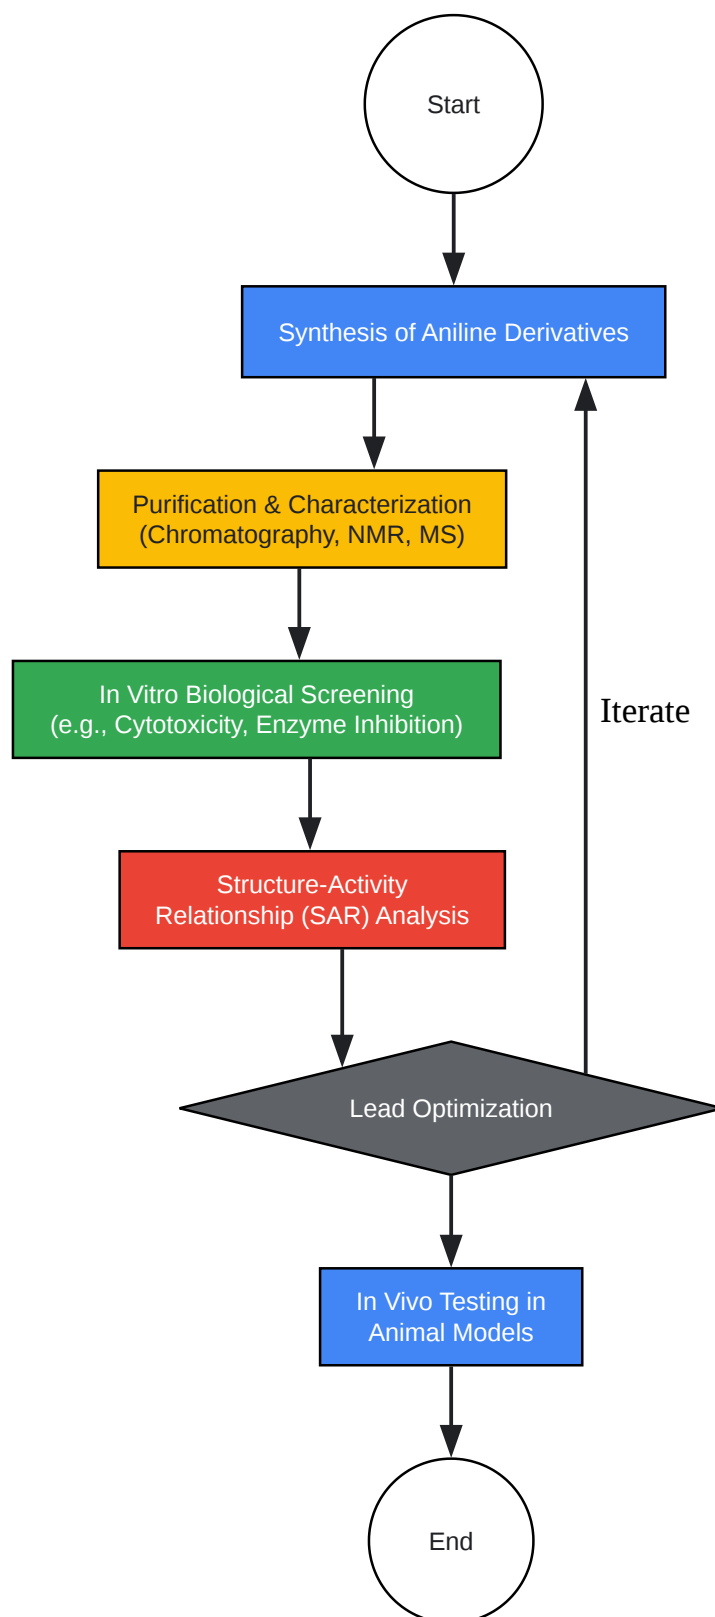 Start
Synthesis of Aniline Derivatives
Purification & Characterization
(Chromatography, NMR, MS)
In Vitro Biological Screening
(e.g., Cytotoxicity, Enzyme Inhibition)
Iterate
Structure-Activity
Relationship (SAR) Analysis
Lead Optimization
In Vivo Testing in
Animal Models
End